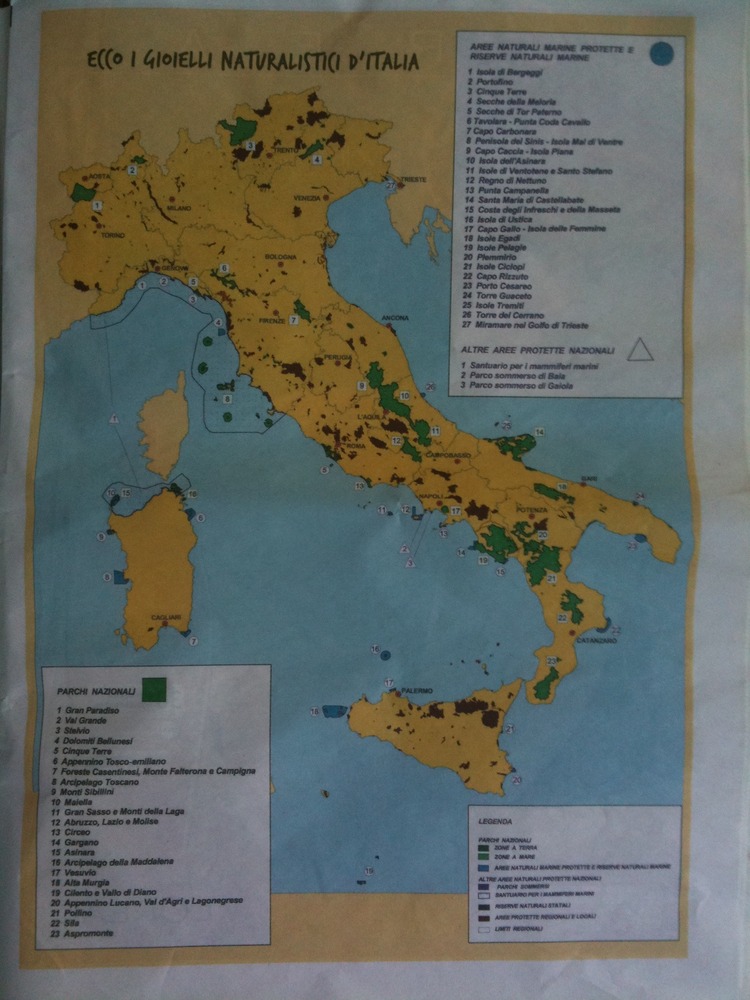 ECCO I GIOIELLI NATURALISTICI D'ITALIA
AREE NATURALI MARINE PROTETTE E
RISERVE NATURALI MARINE
1 Isola di Bergeggi
2 Portofino
3 Cinque Terre
4 Secche della Meloria
5 Secche di Tor Paterno
6 Tavolara - Punta Coda Cavallo
7 Capo Carbonara
8 Penisola del Sinis - Isola Mal di Ventre
9 Capo Caccia - Isola Piana
10 Isola dell'Asinara
11 Isole di Ventotene e Santo Stefano
12 Regno di Nettuno
13 Punta Campanella
14 Santa Maria di Castellabate
15 Costa degli Infreschi e della Masseta
16 Isola di Ustica
17 Capo Gallo - Isola delle Femmine
18 Isole Egadi
19 Isole Pelagie
20 Plemmirio
21 Isole Ciclopi
22 Capo Rizzuto
23 Porto Cesareo
24 Torre Guaceto
25 Isole Tremiti
26 Torre del Cerrano
27 Miramare nel Golfo di Trieste
ALTRE AREE PROTETTE NAZIONALI
1 Santuario per i mammiferi marini
2 Parco sommerso di Baia
3 Parco sommerso di Gaiola
TRENTO
AOSTA
TRIESTE
MILANO
VENEZIA
TORINO
BOLOGNA
GENOVA
FIRENZE
ANCONA
PERUGIA
L'AQUILA
ROMA
CAMPOBASSO
BARI
NAPOLI
POTENZA
CAGLIARI
CATANZARO
PALERMO
PARCHI NAZIONALI
1 Gran Paradiso
2 Val Grande
3 Stelvio
4 Dolomiti Bellunesi
5 Cinque Terre
6 Appennino Tosco-emiliano
7 Foreste Casentinesi, Monte Falterona e Campigna
8 Arcipelago Toscano
9 Monti Sibillini
10 Maiella
11 Gran Sasso e Monti della Laga
12 Abruzzo, Lazio e Molise
13 Circeo
14 Gargano
15 Asinara
16 Arcipelago della Maddalena
17 Vesuvio
18 Alta Murgia
19 Cilento e Vallo di Diano
20 Appennino Lucano, Val d'Agri e Lagonegrese
21 Pollino
22 Sila
23 Aspromonte
LEGENDA
PARCHI NAZIONALI
ZONE A TERRA
ZONE A MARE
AREE NATURALI MARINE PROTETTE E RISERVE NATURALI MARINE
ALTRE AREE NATURALI PROTETTE NAZIONALI
PARCHI SOMMERSI
SANTUARIO PER I MAMMIFERI MARINI
RISERVE NATURALI STATALI
AREE PROTETTE REGIONALI E LOCALI
LIMITI REGIONALI